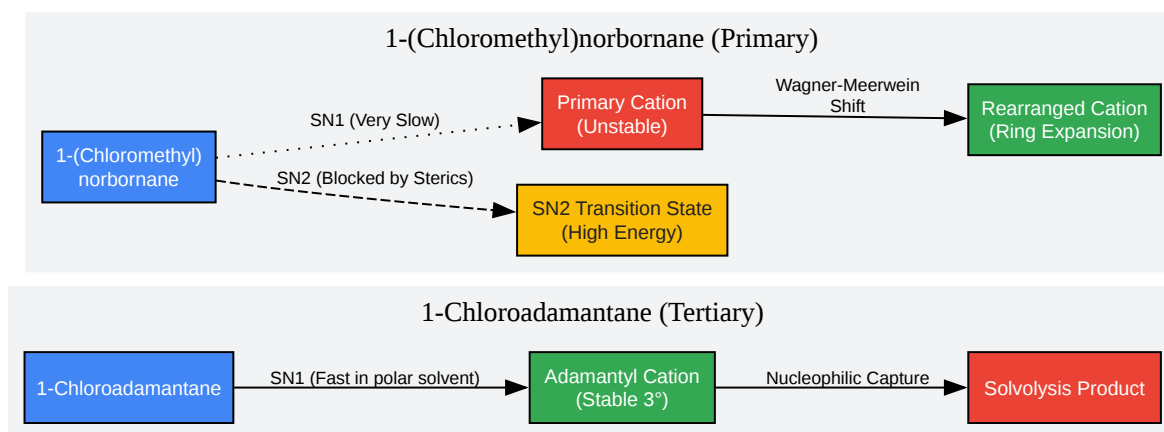 1-(Chloromethyl)norbornane (Primary)
1-(Chloromethyl)
norbornane
SN1 (Very Slow)
SN2 (Blocked by Sterics)
Primary Cation
(Unstable)
Wagner-Meerwein
Shift
Rearranged Cation
(Ring Expansion)
SN2 Transition State
(High Energy)
1-Chloroadamantane (Tertiary)
1-Chloroadamantane
SN1 (Fast in polar solvent)
Adamantyl Cation
(Stable 3°)
Nucleophilic Capture
Solvolysis Product